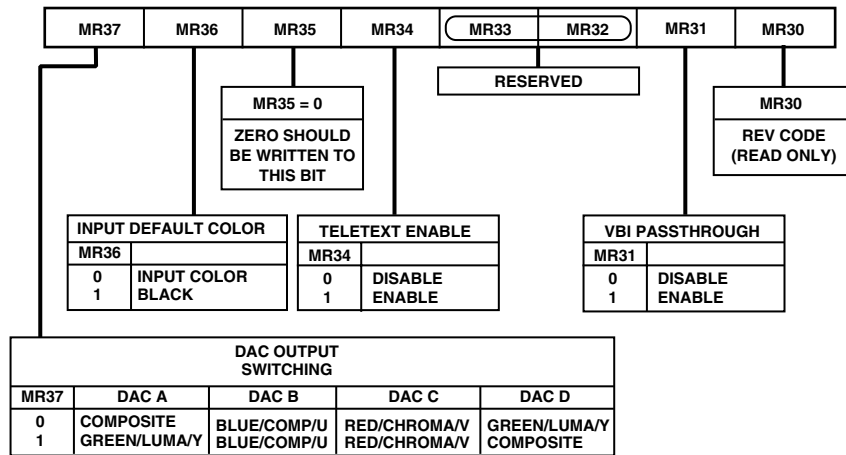 MR37 MR36 MR35 MR34 MR33 MR32 MR31 MR30
RESERVED
MR35 = 0
ZERO SHOULD
BE WRITTEN TO
THIS BIT
MR30
REV CODE
(READ ONLY)
INPUT DEFAULT COLOR
MR36
0 INPUT COLOR
1 BLACK
TELETEXT ENABLE
MR34
0 DISABLE
1 ENABLE
VBI PASSTHROUGH
MR31
0 DISABLE
1 ENABLE
DAC OUTPUT
SWITCHING
MR37 DAC A DAC B DAC C DAC D
0 COMPOSITE BLUE/COMP/U RED/CHROMA/V GREEN/LUMA/Y
1 GREEN/LUMA/Y BLUE/COMP/U RED/CHROMA/V COMPOSITE